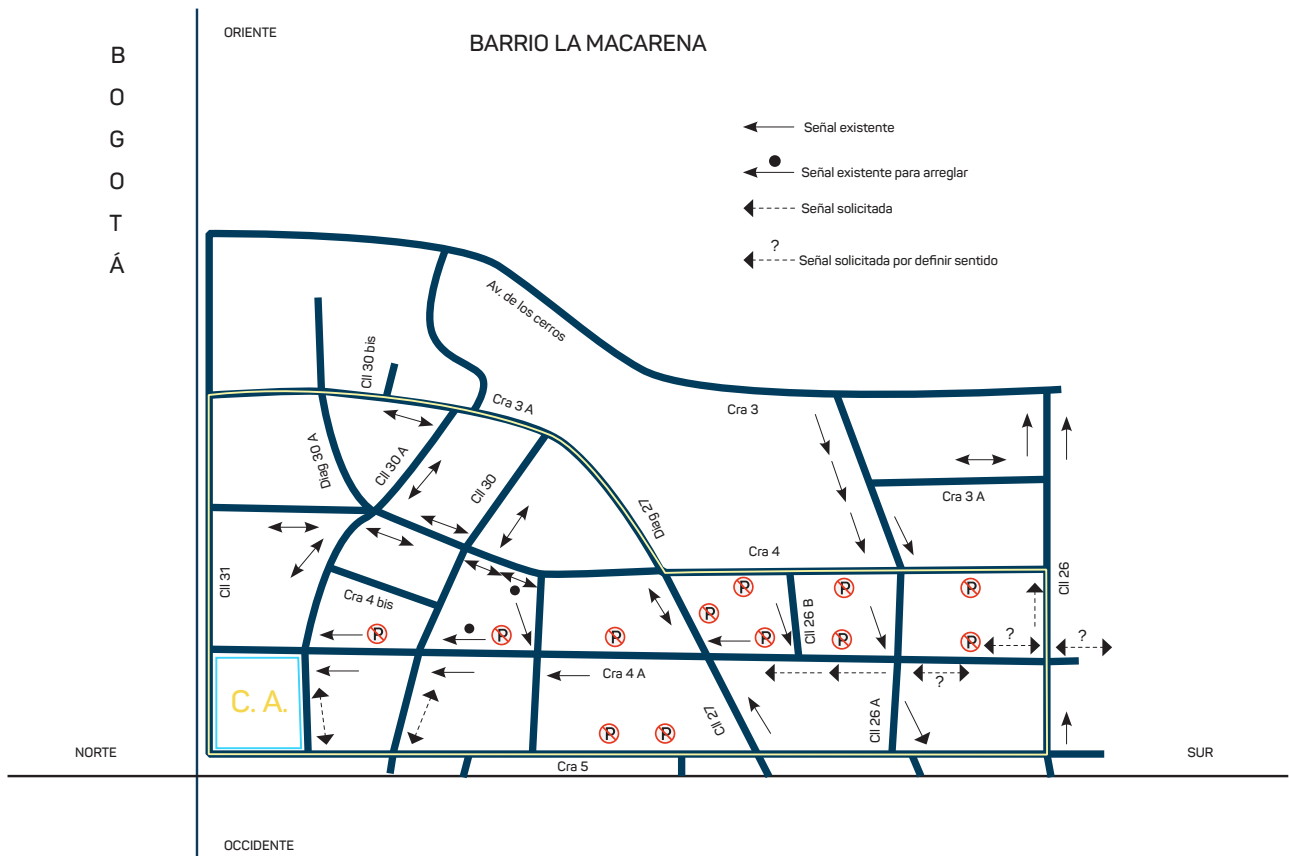 ORIENTE
BARRIO LA MACARENA
B
O
G
O
T
Á
Señal existente
Señal existente para arreglar
Señal solicitada
?
Señal solicitada por definir sentido
Av. de los cerros
Cll 30 bis
Cra 3 A
Cra 3
Diag 30 A
Cll 30 A
Cll 30
Cra 3 A
Diag 27
Cra 4
Cll 31
Cll 26
P
P
P
Cra 4 bis
P
Cll 26 B
P
P
P
P
P
P
?
?
Cra 4 A
?
C. A.
Cll 27
Cll 26 A
P
P
NORTE
SUR
Cra 5
OCCIDENTE